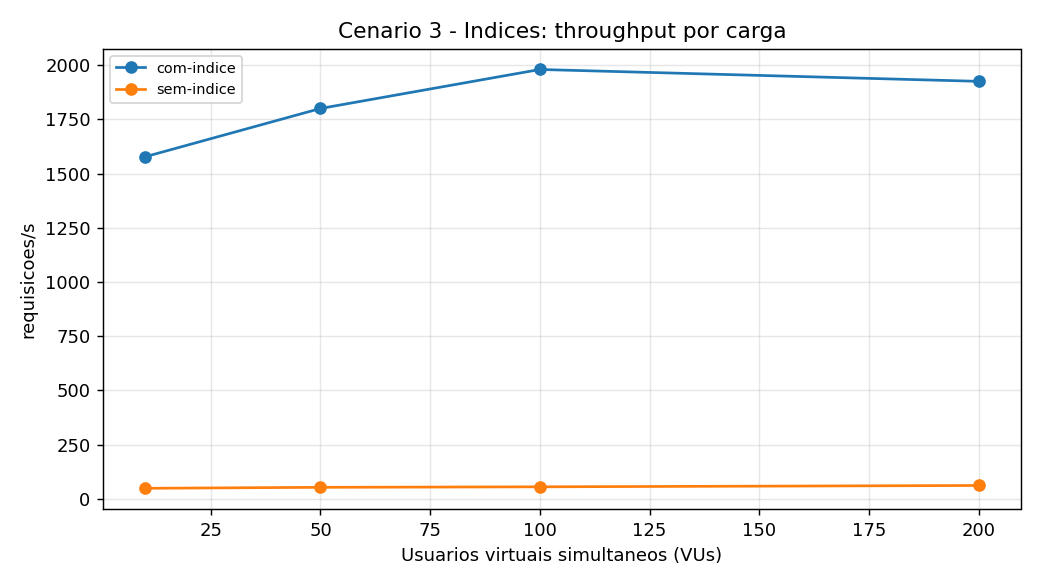 Cenario 3 - Indices: throughput por carga
com-indice
sem-indice
requisicoes/s
2000
1750
1500
1250
1000
750
500
250
0
25 50 75 100 125 150 175 200
Usuarios virtuais simultaneos (VUs)